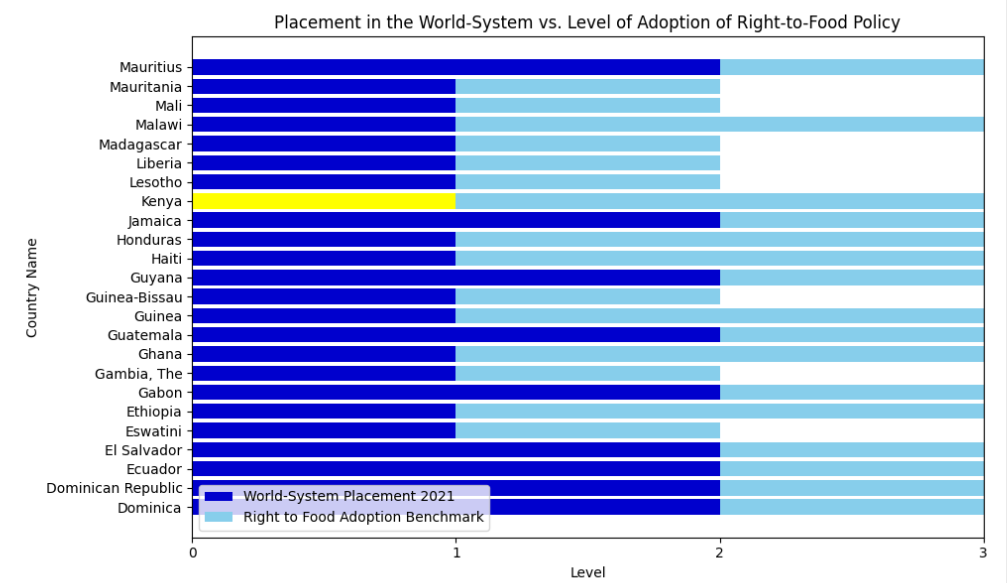 Placement in the World-System vs. Level of Adoption of Right-to-Food Policy
Country Name
Mauritius
Mauritania
Mali
Malawi
Madagascar
Liberia
Lesotho
Kenya
Jamaica
Honduras
Haiti
Guyana
Guinea-Bissau
Guinea
Guatemala
Ghana
Gambia, The
Gabon
Ethiopia
Eswatini
El Salvador
Ecuador
Dominican Republic
Dominica
World-System Placement 2021
Right to Food Adoption Benchmark
0 1 2 3
Level